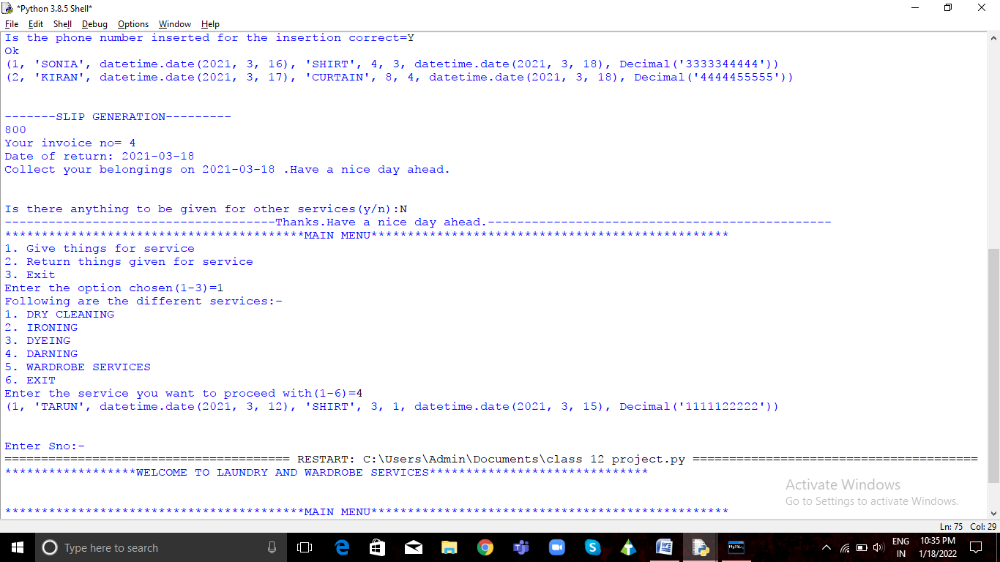 *Python 3.8.5 Shell*
File Edit Shell Debug Options Window Help
Is the phone number inserted for the insertion correct=Y
Ok
(1, 'SONIA', datetime.date(2021, 3, 16), 'SHIRT', 4, 3, datetime.date(2021, 3, 18), Decimal('3333344444'))
(2, 'KIRAN', datetime.date(2021, 3, 17), 'CURTAIN', 8, 4, datetime.date(2021, 3, 18), Decimal('4444455555'))
-------SLIP GENERATION---------
800
Your invoice no= 4
Date of return: 2021-03-18
Collect your belongings on 2021-03-18 .Have a nice day ahead.
Is there anything to be given for other services(y/n):N
-------------------------------------Thanks.Have a nice day ahead.-----------------------------------------------
*****************************************MAIN MENU*************************************************
1. Give things for service
2. Return things given for service
3. Exit
Enter the option chosen(1-3)=1
Following are the different services:-
1. DRY CLEANING
2. IRONING
3. DYEING
4. DARNING
5. WARDROBE SERVICES
6. EXIT
Enter the service you want to proceed with(1-6)=4
(1, 'TARUN', datetime.date(2021, 3, 12), 'SHIRT', 3, 1, datetime.date(2021, 3, 15), Decimal('1111122222'))
Enter Sno:-
======================================= RESTART: C:\Users\Admin\Documents\class 12 project.py =======================================
******************WELCOME TO LAUNDRY AND WARDROBE SERVICES******************************
Activate Windows
Go to Settings to activate Windows.
*****************************************MAIN MENU*************************************************
Ln: 75 Col: 29
Type here to search
MySQL
ENG
IN
10:35 PM
1/18/2022